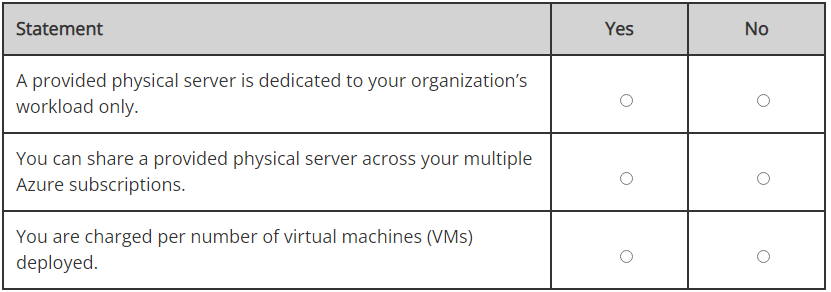 Statement
Yes
No
A provided physical server is dedicated to your organization’s
workload only.
You can share a provided physical server across your multiple
Azure subscriptions.
You are charged per number of virtual machines (VMs)
deployed.